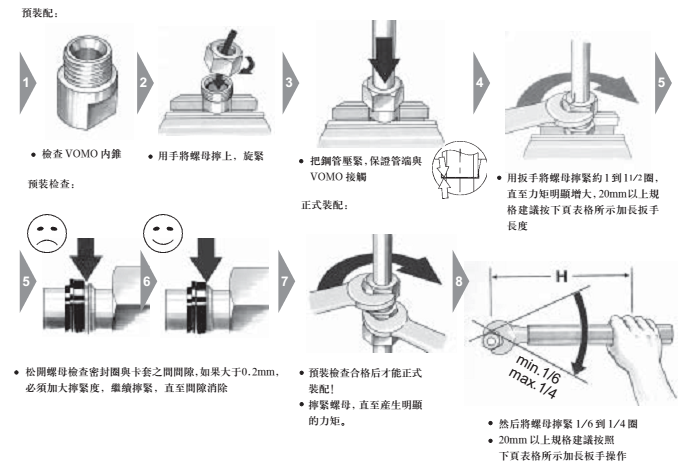 預裝配：
1
2
3
4
5
• 檢查 VOMO 内錐
• 用手將螺母擰上，旋緊
• 把鋼管壓緊，保證管端與
VOMO 接觸
• 用扳手將螺母擰緊約 1 到 11/2 圈，
直至力矩明顯增大，20mm以上規
格建議按下頁表格所示加長扳手
長度
預裝檢查：
正式裝配：
5
6
7
8
H
min.1/6
max.1/4
• 松開螺母檢查密封圈與卡套之間間隙，如果大于0.2mm，
必須加大擰緊度，繼續擰緊，直至間隙消除
• 預裝檢查合格后才能正式
裝配！
• 擰緊螺母，直至産生明顯
的力矩。
• 然后將螺母擰緊 1/6 到 1/4 圈
• 20mm 以上規格建議按照
下頁表格所示加長板手操作